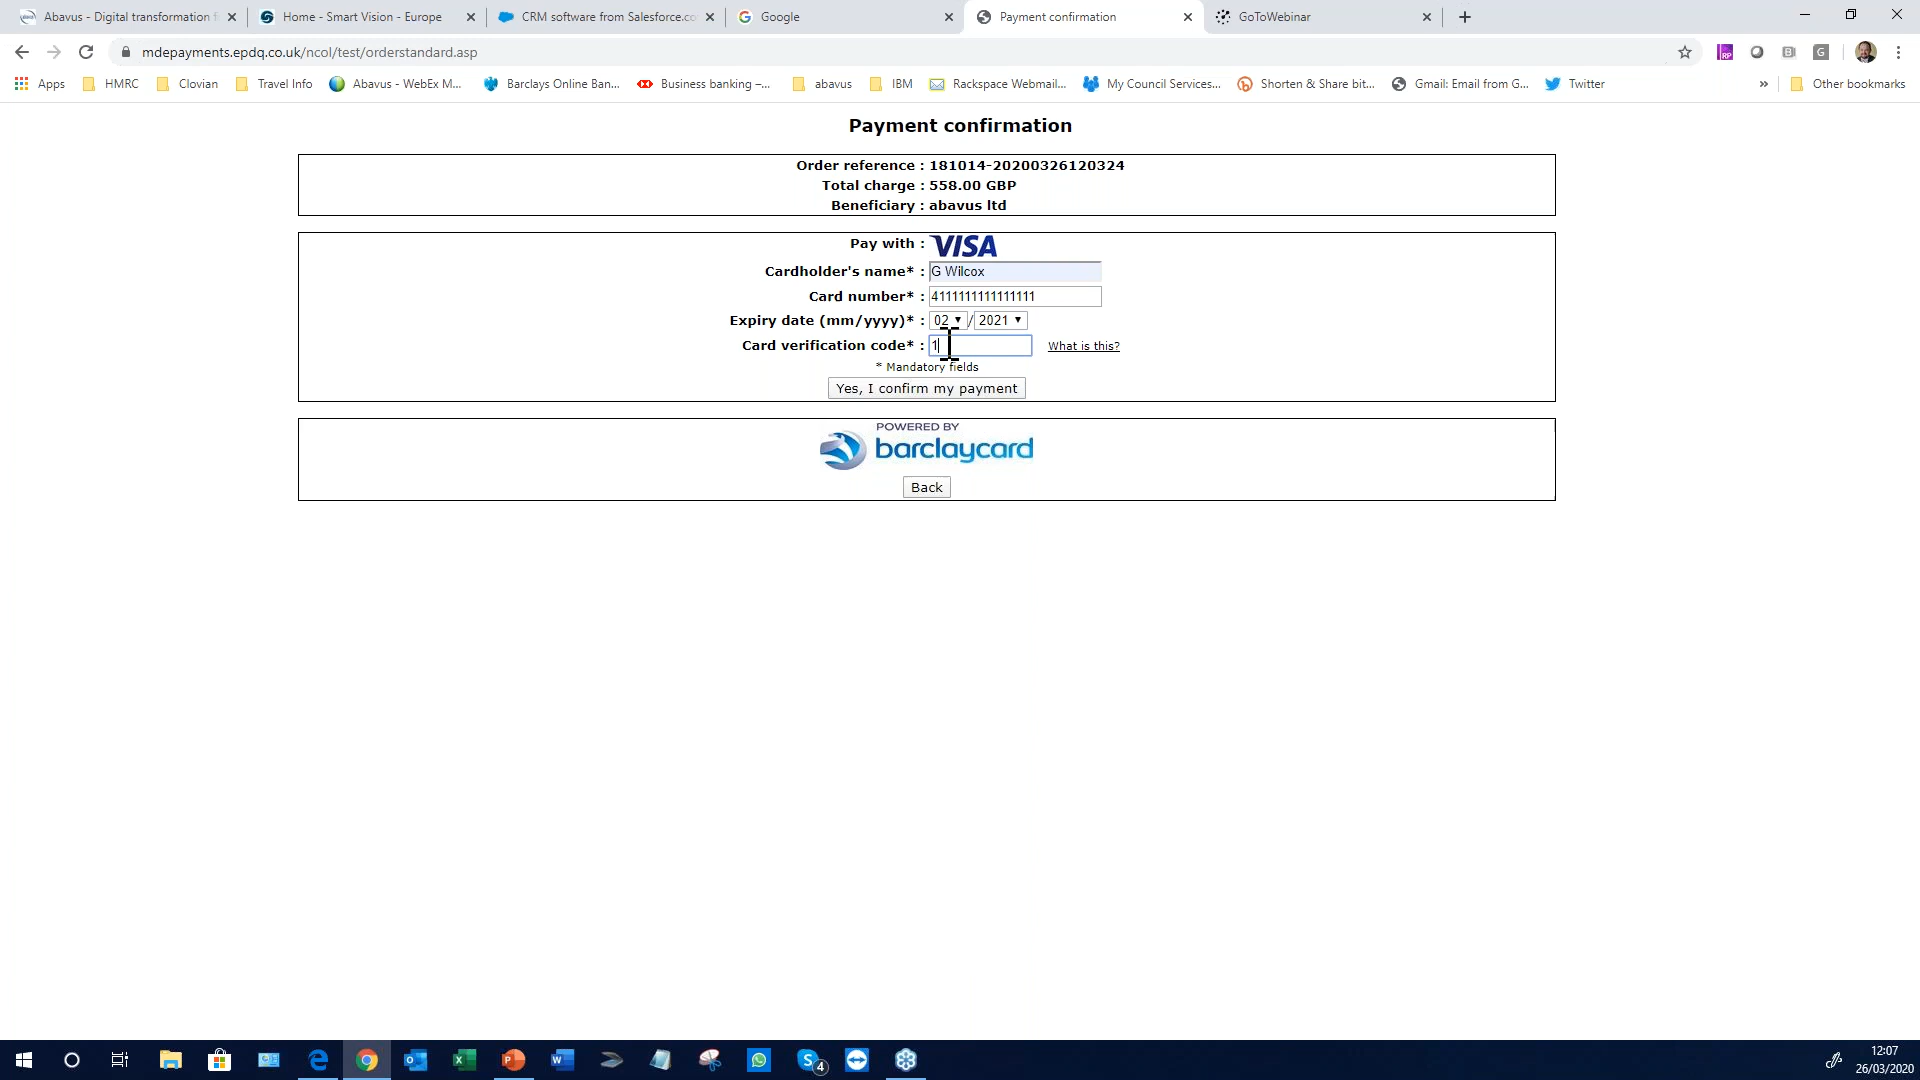 Abavus - Digital transformation f
Home - Smart Vision - Europe
CRM software from Salesforce.co
Google
Payment confirmation
GoToWebinar
mdepayments.epdq.co.uk/ncol/test/orderstandard.asp
Apps
HMRC
Clovian
Travel Info
Abavus - WebEx M...
Barclays Online Ban...
Business banking –...
abavus
IBM
Rackspace Webmail...
My Council Services...
Shorten & Share bit...
Gmail: Email from G...
Twitter
»
Other bookmarks
Payment confirmation
Order reference : 181014-20200326120324
Total charge : 558.00 GBP
Beneficiary : abavus ltd
Pay with : VISA
Cardholder's name* : G Wilcox
Card number* : 4111111111111111
Expiry date (mm/yyyy)* : 02 / 2021
Card verification code* : 1 What is this?
* Mandatory fields
Yes, I confirm my payment
POWERED BY
barclaycard
Back
4
12:07
26/03/2020